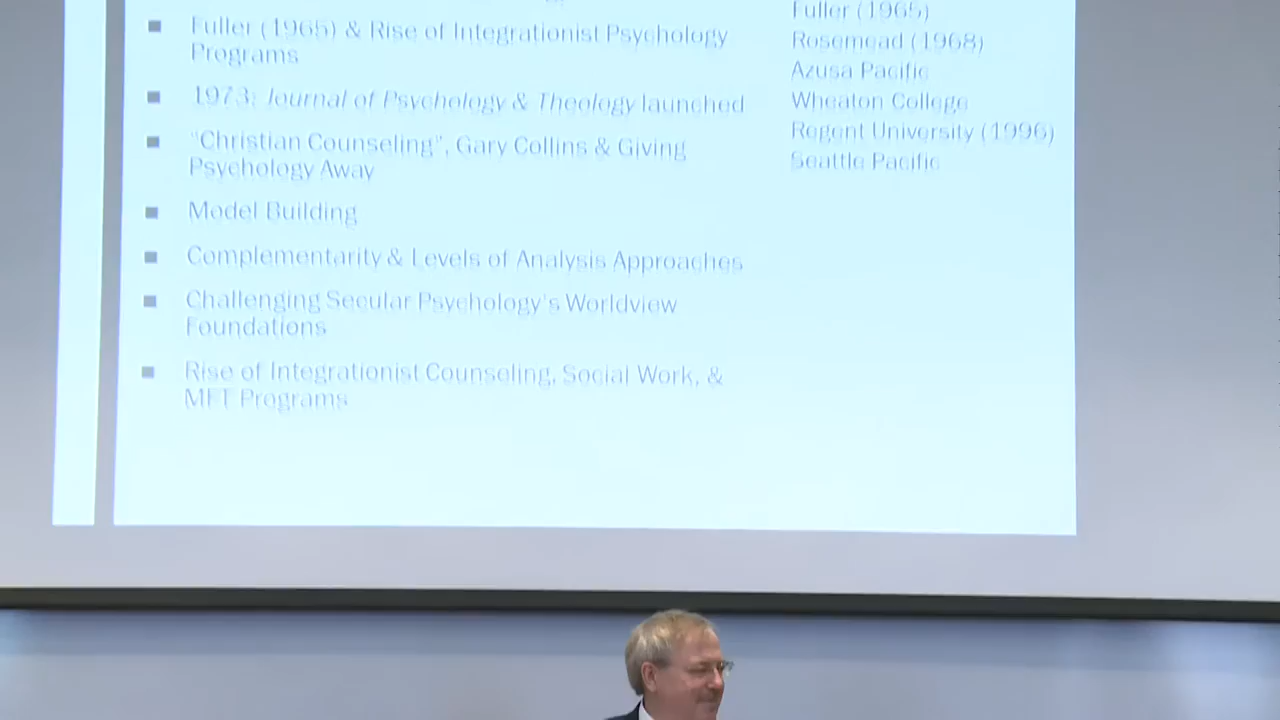 Fuller (1965) & Rise of Integrationist Psychology
Programs
1973: Journal of Psychology & Theology launched
"Christian Counseling", Gary Collins & Giving
Psychology Away
Model Building
Complementarity & Levels of Analysis Approaches
Challenging Secular Psychology's Worldview
Foundations
Rise of Integrationist Counseling, Social Work, &
MFT Programs
Fuller (1965)
Rosemead (1968)
Azusa Pacific
Wheaton College
Regent University (1996)
Seattle Pacific